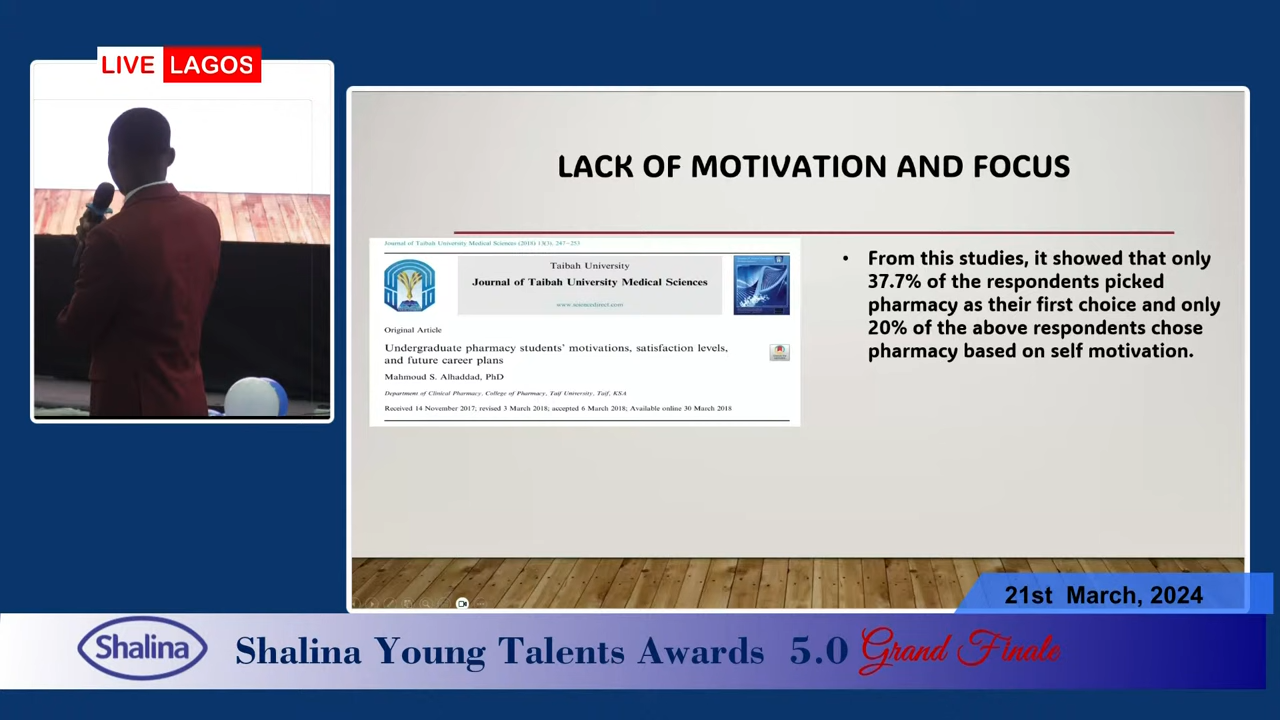 LIVE LAGOS
LACK OF MOTIVATION AND FOCUS
Journal of Taibah University Medical Sciences (2018) 13(3), 247–253
Taibah University
Journal of Taibah University Medical Sciences
www.sciencedirect.com
Original Article
Undergraduate pharmacy students' motivations, satisfaction levels,
and future career plans
Mahmoud S. Alhaddad, PhD
Department of Clinical Pharmacy, College of Pharmacy, Taif University, Taif, KSA
Received 14 November 2017; revised 3 March 2018; accepted 6 March 2018; Available online 30 March 2018
• From this studies, it showed that only
37.7% of the respondents picked
pharmacy as their first choice and only
20% of the above respondents chose
pharmacy based on self motivation.
21st March, 2024
Shalina
Shalina Young Talents Awards 5.0 Grand Finale